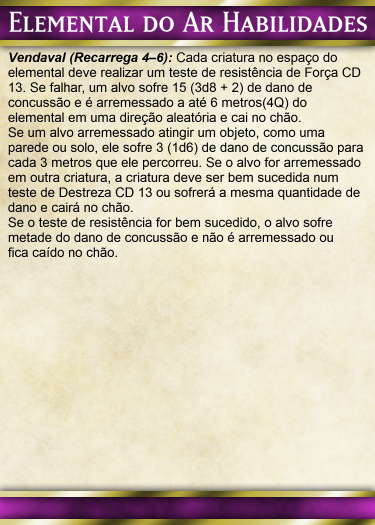 Elemental do Ar Habilidades
Vendaval (Recarrega 4–6): Cada criatura no espaço do
elemental deve realizar um teste de resistência de Força CD
13. Se falhar, um alvo sofre 15 (3d8 + 2) de dano de
concussão e é arremessado a até 6 metros(4Q) do
elemental em uma direção aleatória e cai no chão.
Se um alvo arremessado atingir um objeto, como uma
parede ou solo, ele sofre 3 (1d6) de dano de concussão para
cada 3 metros que ele percorreu. Se o alvo for arremessado
em outra criatura, a criatura deve ser bem sucedida num
teste de Destreza CD 13 ou sofrerá a mesma quantidade de
dano e cairá no chão.
Se o teste de resistência for bem sucedido, o alvo sofre
metade do dano de concussão e não é arremessado ou
fica caído no chão.